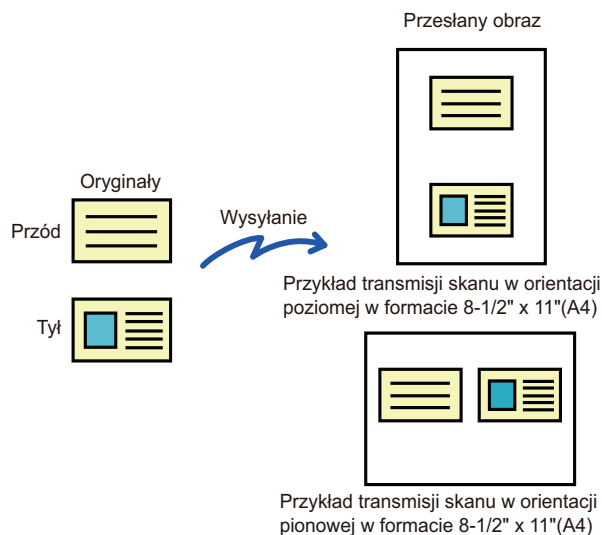 Przesłany obraz
Oryginały
Przód
Wysyłanie
Tył
Przykład transmisji skanu w orientacji
poziomej w formacie 8-1/2" x 11"(A4)
Przykład transmisji skanu w orientacji
pionowej w formacie 8-1/2" x 11"(A4)